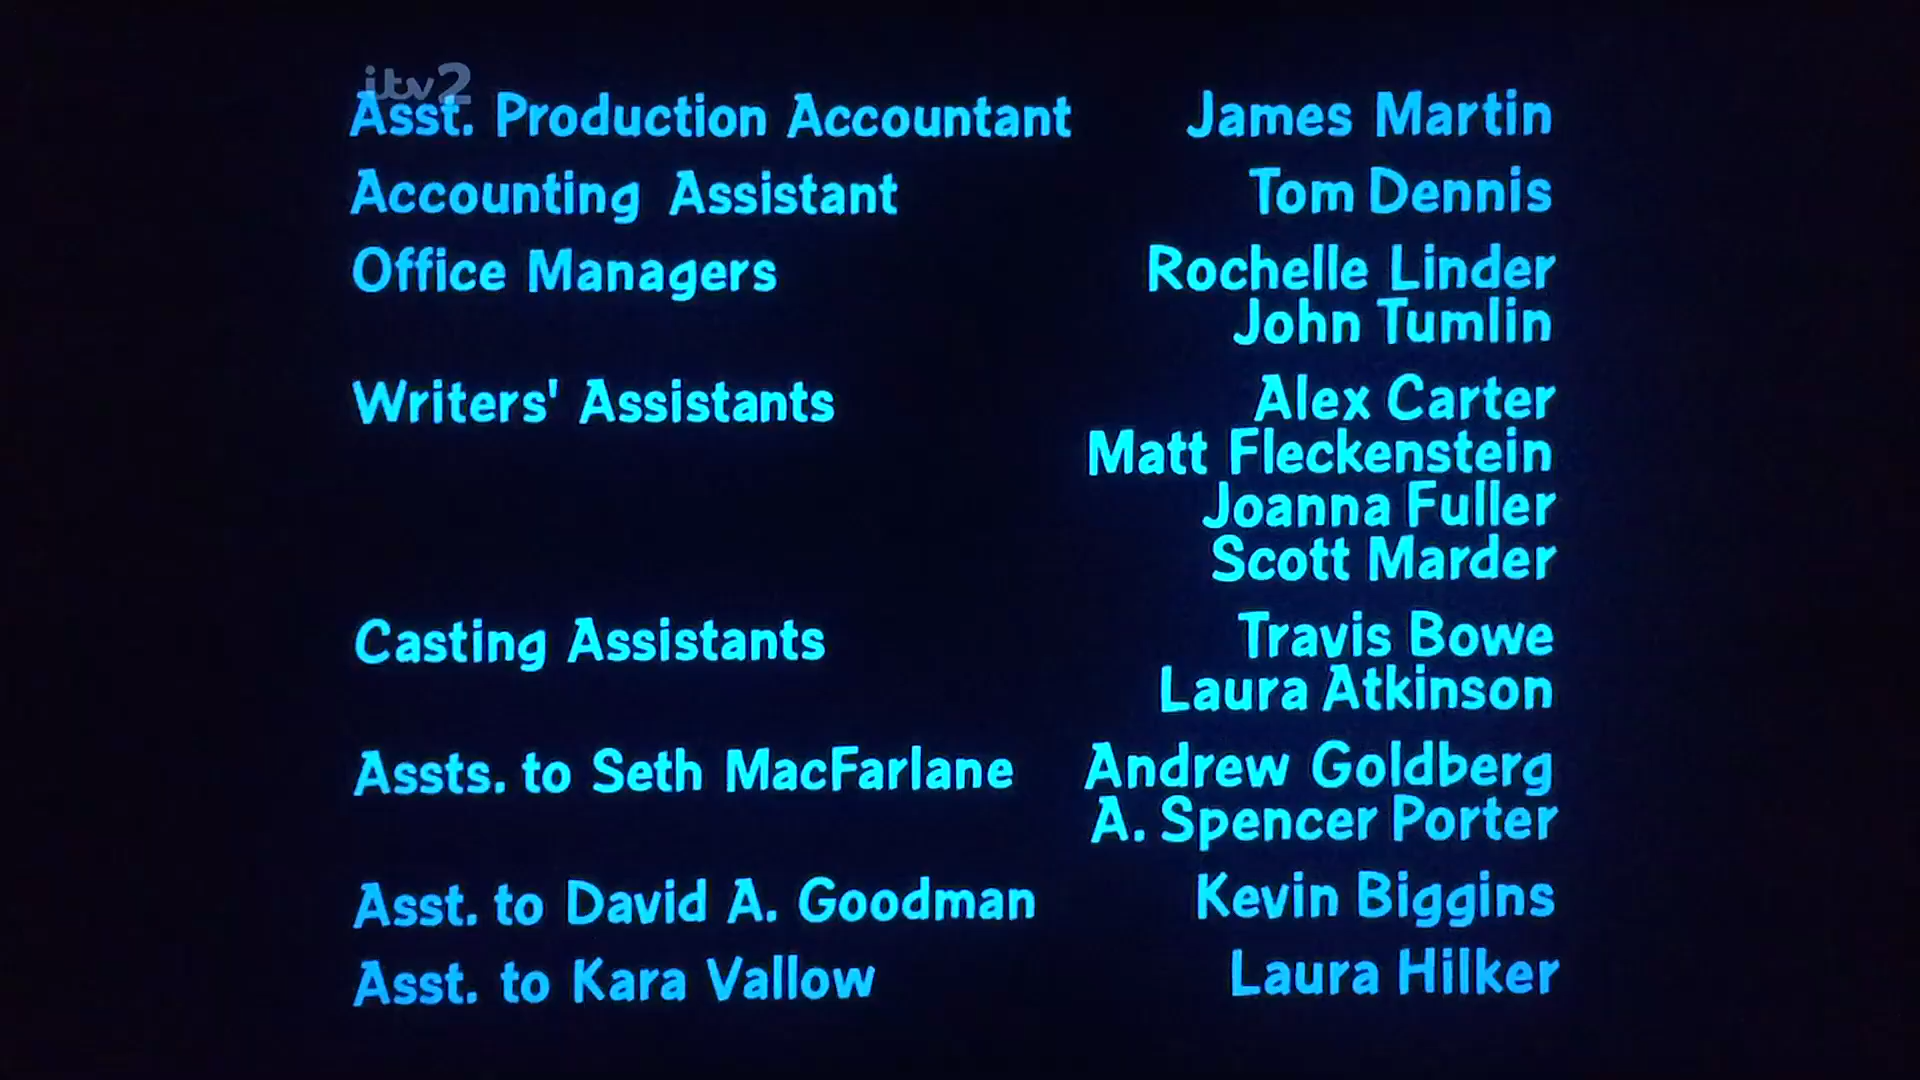 itv2
Asst. Production Accountant James Martin
Accounting Assistant Tom Dennis
Office Managers Rochelle Linder
John Tumlin
Writers' Assistants Alex Carter
Matt Fleckenstein
Joanna Fuller
Scott Marder
Casting Assistants Travis Bowe
Laura Atkinson
Assts. to Seth MacFarlane Andrew Goldberg
A. Spencer Porter
Asst. to David A. Goodman Kevin Biggins
Asst. to Kara Vallow Laura Hilker